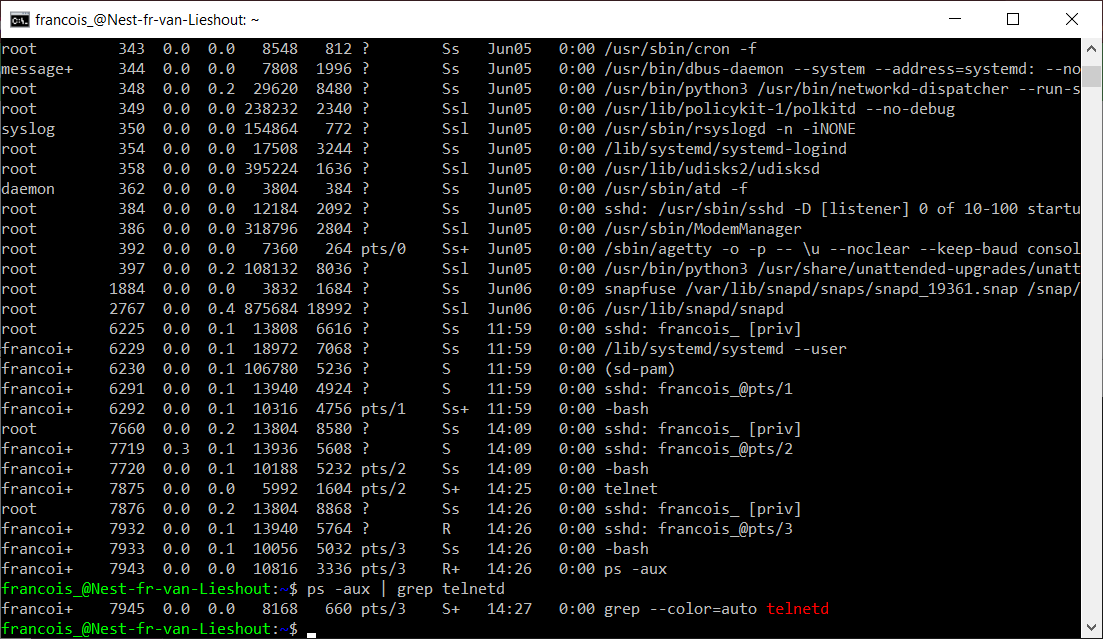 francois_@Nest-fr-van-Lieshout: ~
root 343 0.0 0.0 8548 812 ? Ss Jun05 0:00 /usr/sbin/cron -f
message+ 344 0.0 0.0 7808 1996 ? Ss Jun05 0:00 /usr/bin/dbus-daemon --system --address=systemd: --no
root 348 0.0 0.2 29620 8480 ? Ss Jun05 0:00 /usr/bin/python3 /usr/bin/networkd-dispatcher --run-s
root 349 0.0 0.0 238232 2340 ? Ssl Jun05 0:00 /usr/lib/policykit-1/polkitd --no-debug
syslog 350 0.0 0.0 154864 772 ? Ssl Jun05 0:00 /usr/sbin/rsyslogd -n -iNONE
root 354 0.0 0.0 17508 3244 ? Ss Jun05 0:00 /lib/systemd/systemd-logind
root 358 0.0 0.0 395224 1636 ? Ssl Jun05 0:00 /usr/lib/udisks2/udisksd
daemon 362 0.0 0.0 3804 384 ? Ss Jun05 0:00 /usr/sbin/atd -f
root 384 0.0 0.0 12184 2092 ? Ss Jun05 0:00 sshd: /usr/sbin/sshd -D [listener] 0 of 10-100 startu
root 386 0.0 0.0 318796 2804 ? Ssl Jun05 0:00 /usr/sbin/ModemManager
root 392 0.0 0.0 7360 264 pts/0 Ss+ Jun05 0:00 /sbin/agetty -o -p -- \u --noclear --keep-baud consol
root 397 0.0 0.2 108132 8036 ? Ssl Jun05 0:00 /usr/bin/python3 /usr/share/unattended-upgrades/unatt
root 1884 0.0 0.0 3832 1684 ? Ss Jun06 0:09 snapfuse /var/lib/snapd/snaps/snapd_19361.snap /snap/
root 2767 0.0 0.4 875684 18992 ? Ssl Jun06 0:06 /usr/lib/snapd/snapd
root 6225 0.0 0.1 13808 6616 ? Ss 11:59 0:00 sshd: francois_ [priv]
francoi+ 6229 0.0 0.1 18972 7068 ? Ss 11:59 0:00 /lib/systemd/systemd --user
francoi+ 6230 0.0 0.1 106780 5236 ? S 11:59 0:00 (sd-pam)
francoi+ 6291 0.0 0.1 13940 4924 ? S 11:59 0:00 sshd: francois_@pts/1
francoi+ 6292 0.0 0.1 10316 4756 pts/1 Ss+ 11:59 0:00 -bash
root 7660 0.0 0.2 13804 8580 ? Ss 14:09 0:00 sshd: francois_ [priv]
francoi+ 7719 0.3 0.1 13936 5608 ? S 14:09 0:00 sshd: francois_@pts/2
francoi+ 7720 0.0 0.1 10188 5232 pts/2 Ss 14:09 0:00 -bash
francoi+ 7875 0.0 0.0 5992 1604 pts/2 S+ 14:25 0:00 telnet
root 7876 0.0 0.2 13804 8868 ? Ss 14:26 0:00 sshd: francois_ [priv]
francoi+ 7932 0.0 0.1 13940 5764 ? R 14:26 0:00 sshd: francois_@pts/3
francoi+ 7933 0.0 0.1 10056 5032 pts/3 Ss 14:26 0:00 -bash
francoi+ 7943 0.0 0.0 10816 3336 pts/3 R+ 14:26 0:00 ps -aux
francois_@Nest-fr-van-Lieshout:~$ ps -aux | grep telnetd
francoi+ 7945 0.0 0.0 8168 660 pts/3 S+ 14:27 0:00 grep --color=auto telnetd
francois_@Nest-fr-van-Lieshout:~$